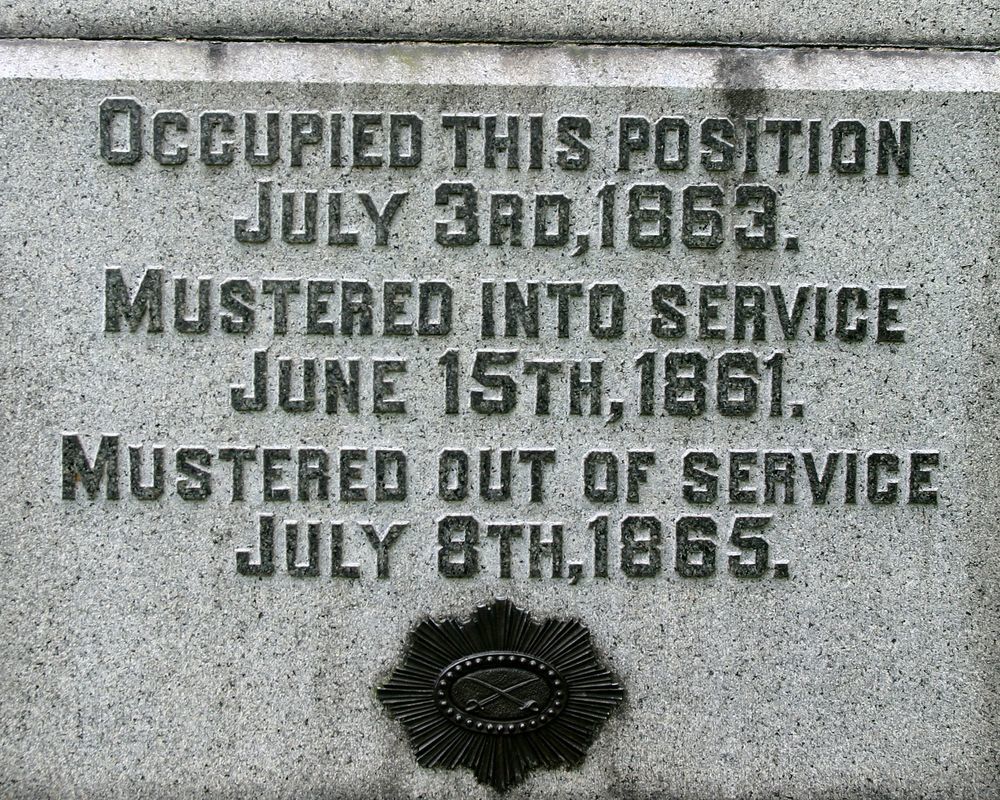 Occupied this position
July 3rd, 1863.
Mustered into service
June 15th, 1861.
Mustered out of service
July 8th, 1865.